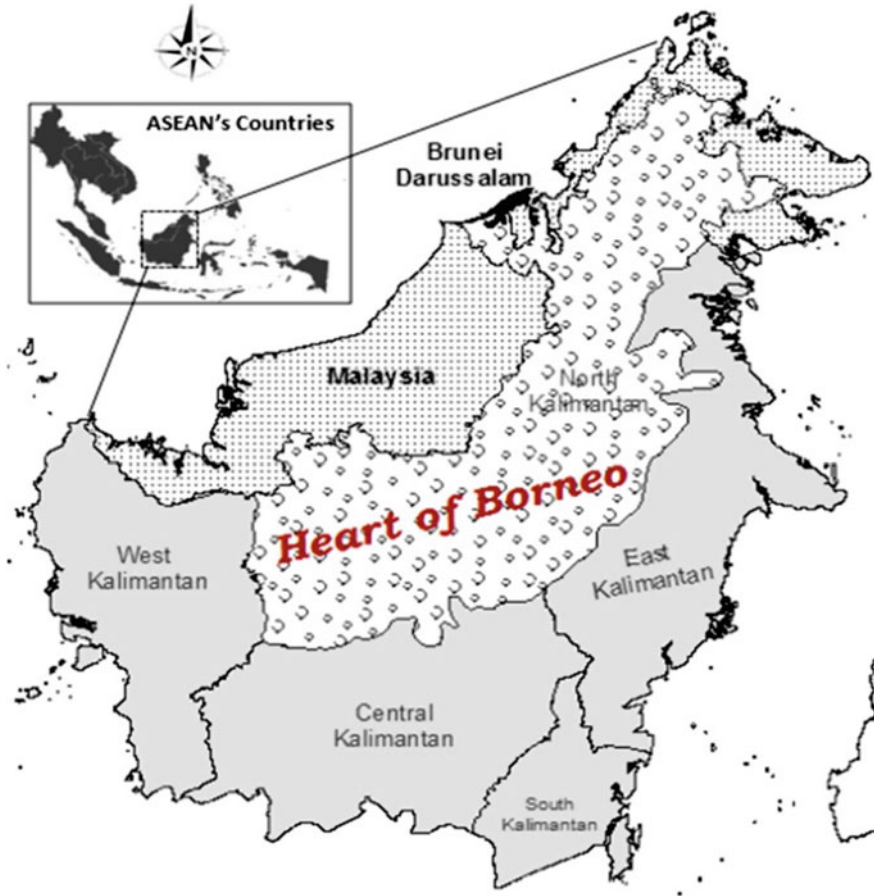 N
ASEAN's Countries
Brunei
Darussalam
Malaysia
North
Kalimantan
Heart of Borneo
West
Kalimantan
East
Kalimantan
Central
Kalimantan
South
Kalimantan